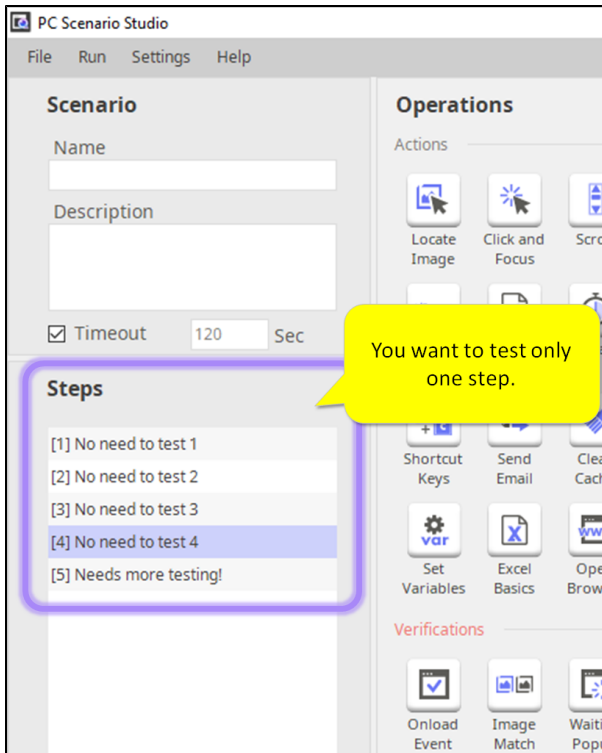 PC Scenario Studio
File Run Settings Help
Scenario
Name
Description
Timeout 120 Sec
Steps
[1] No need to test 1
[2] No need to test 2
[3] No need to test 3
[4] No need to test 4
[5] Needs more testing!
Operations
Actions
Locate
Image
Click and
Focus
You want to test only
one step.
Shortcut
Keys
Send
Email
var
Set
Variables
X
Excel
Basics
Verifications
Onload
Event
Image
Match